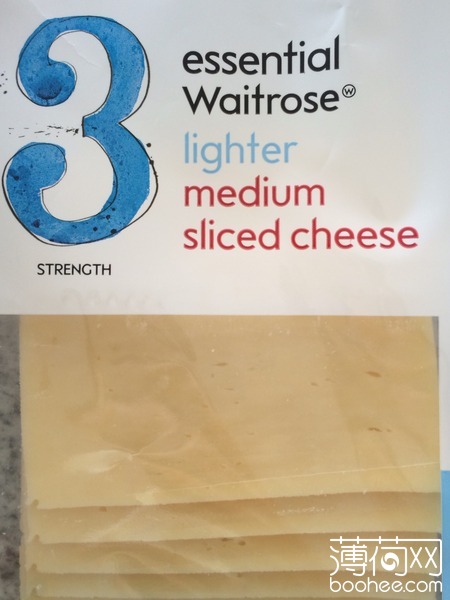 3
STRENGTH
essential
Waitrose
lighter
medium
sliced cheese
薄荷网
boohee.com